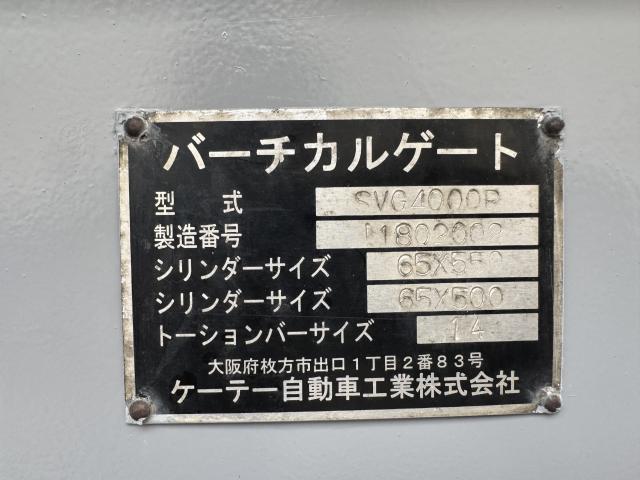 バーチカルゲート
型 式 SVG4000R
製造番号
シリンダーサイズ 65X550
シリンダーサイズ 65X500
トーションバーサイズ 14
大阪府枚方市出口1丁目2番83号
ケーテー自動車工業株式会社